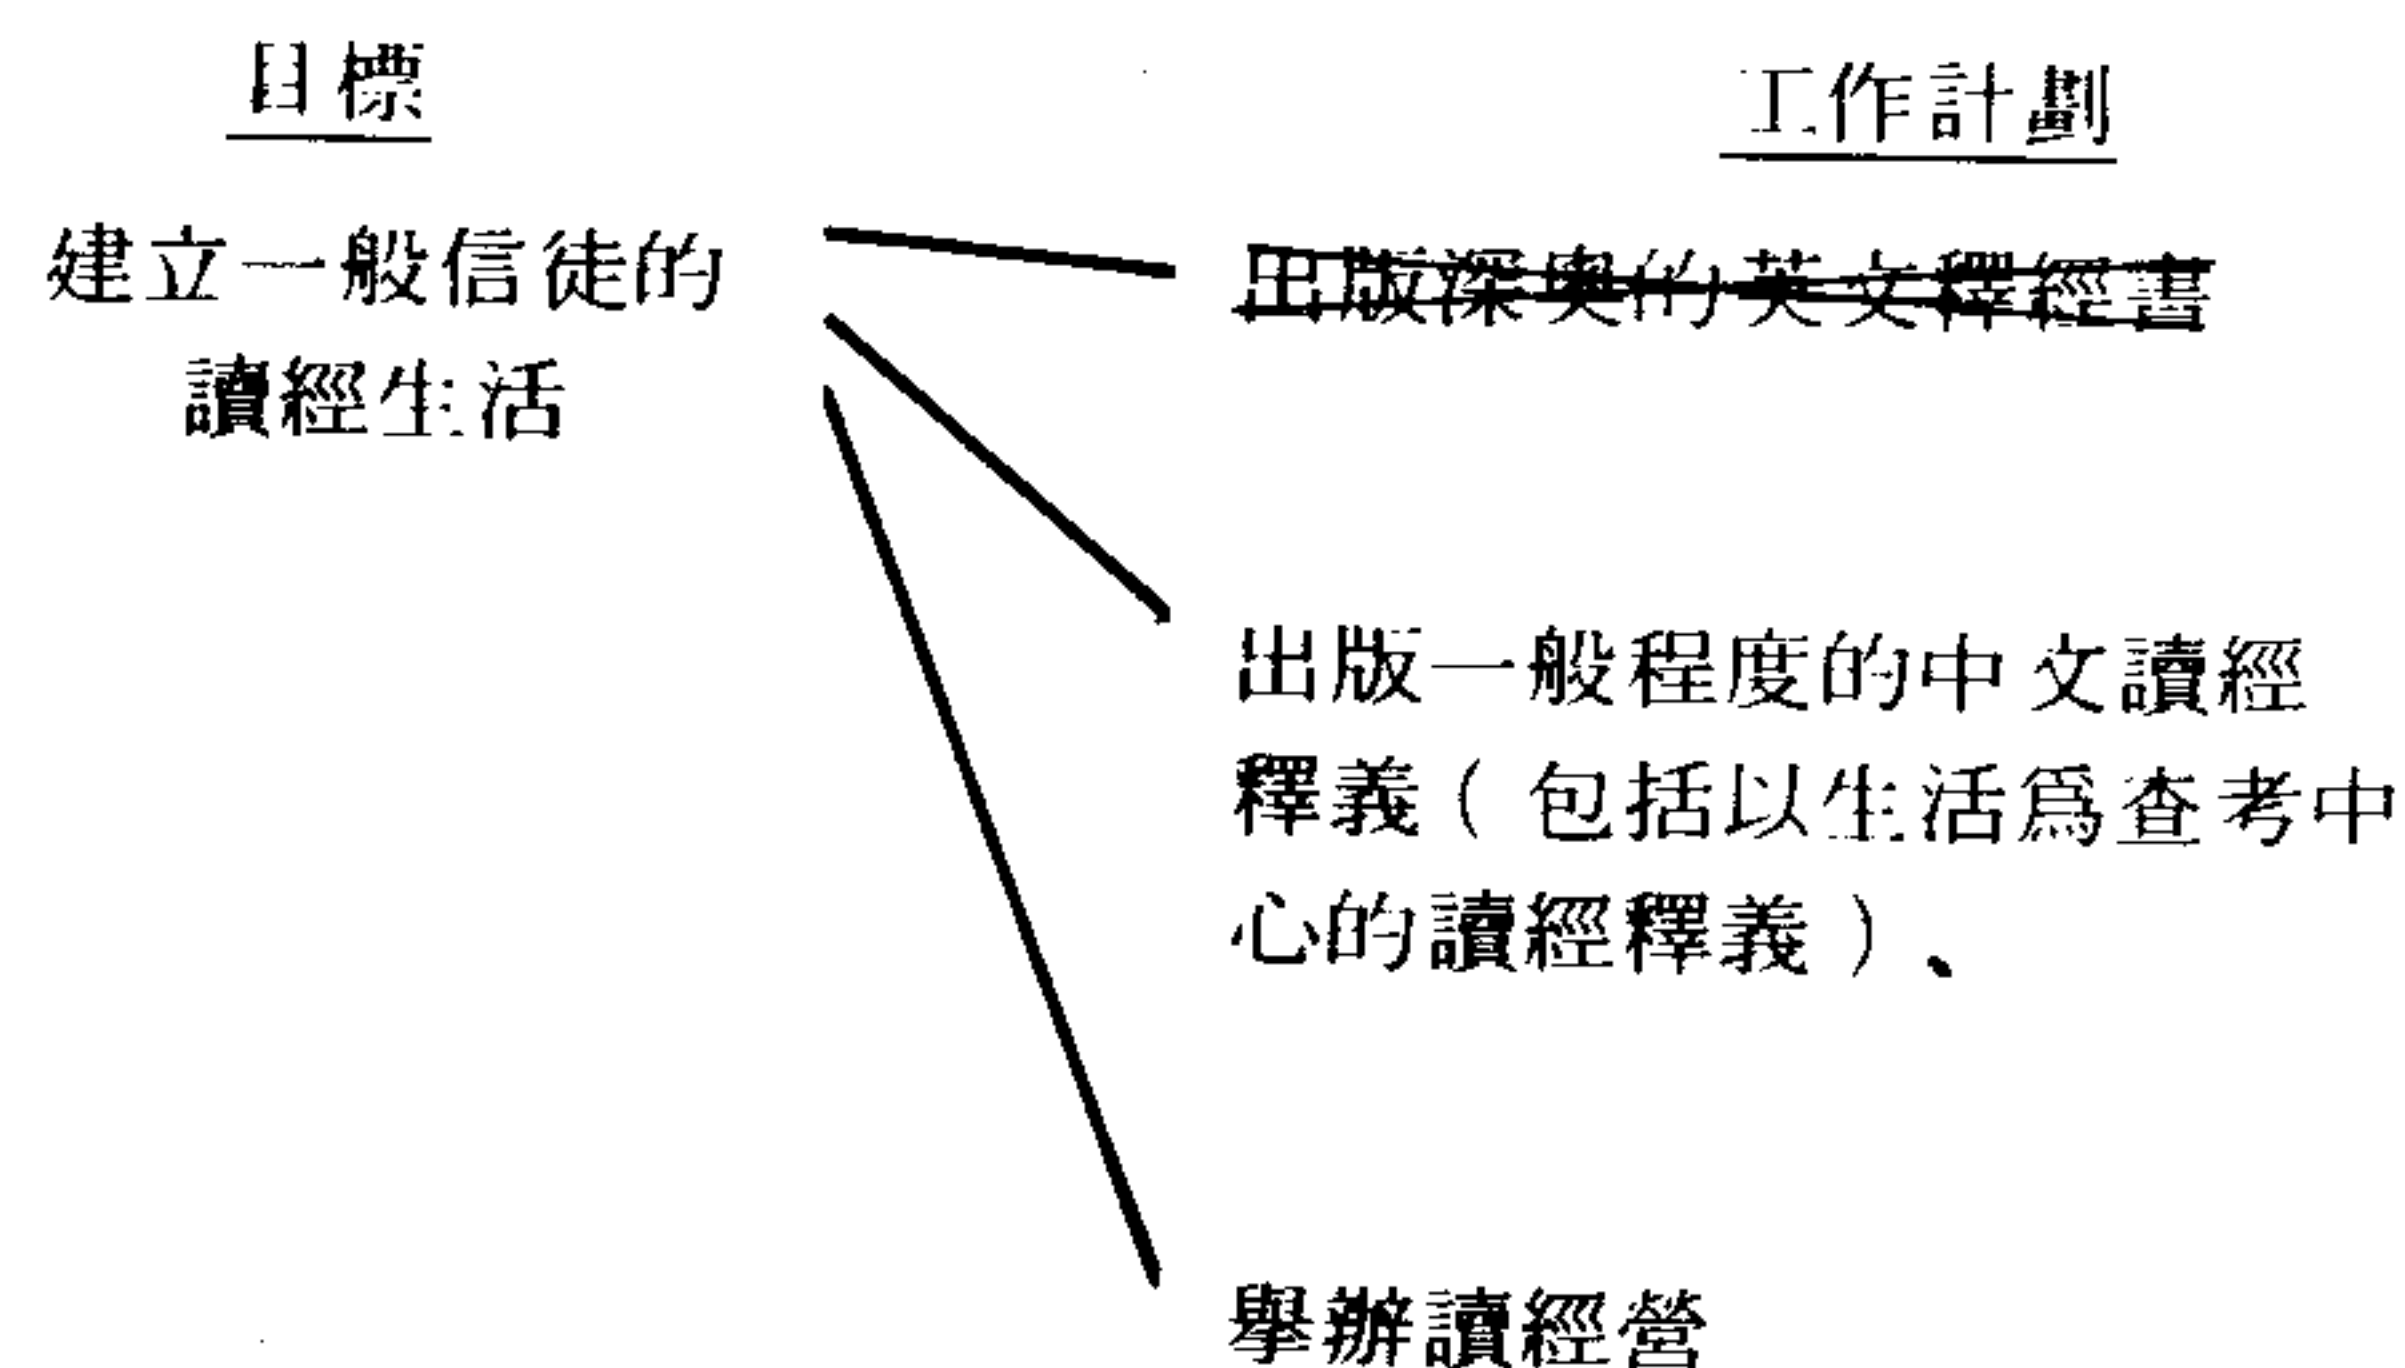 目標
工作計劃
建立一般信徒的
讀經生活
出版深奧的英文釋經書
出版一般程度的中文讀經
釋義（包括以生活爲查考中
心的讀經釋義）、
舉辦讀經營